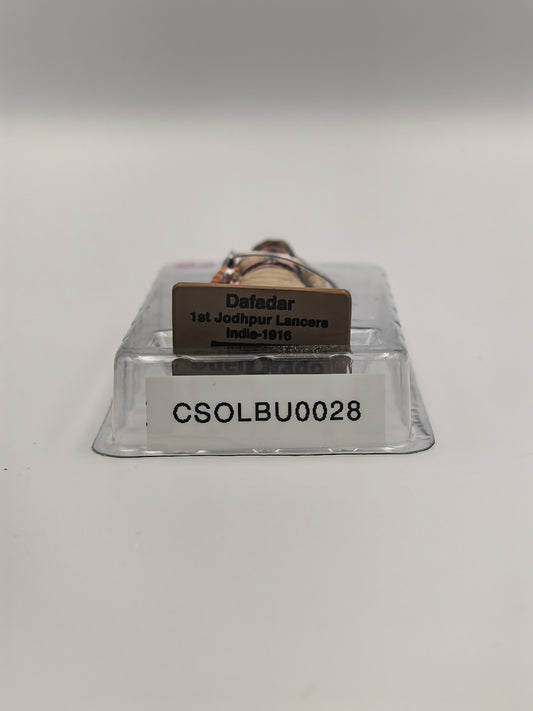 Dafadar
1st Jodhpur Lancers
India-1916
CSOLBU0028